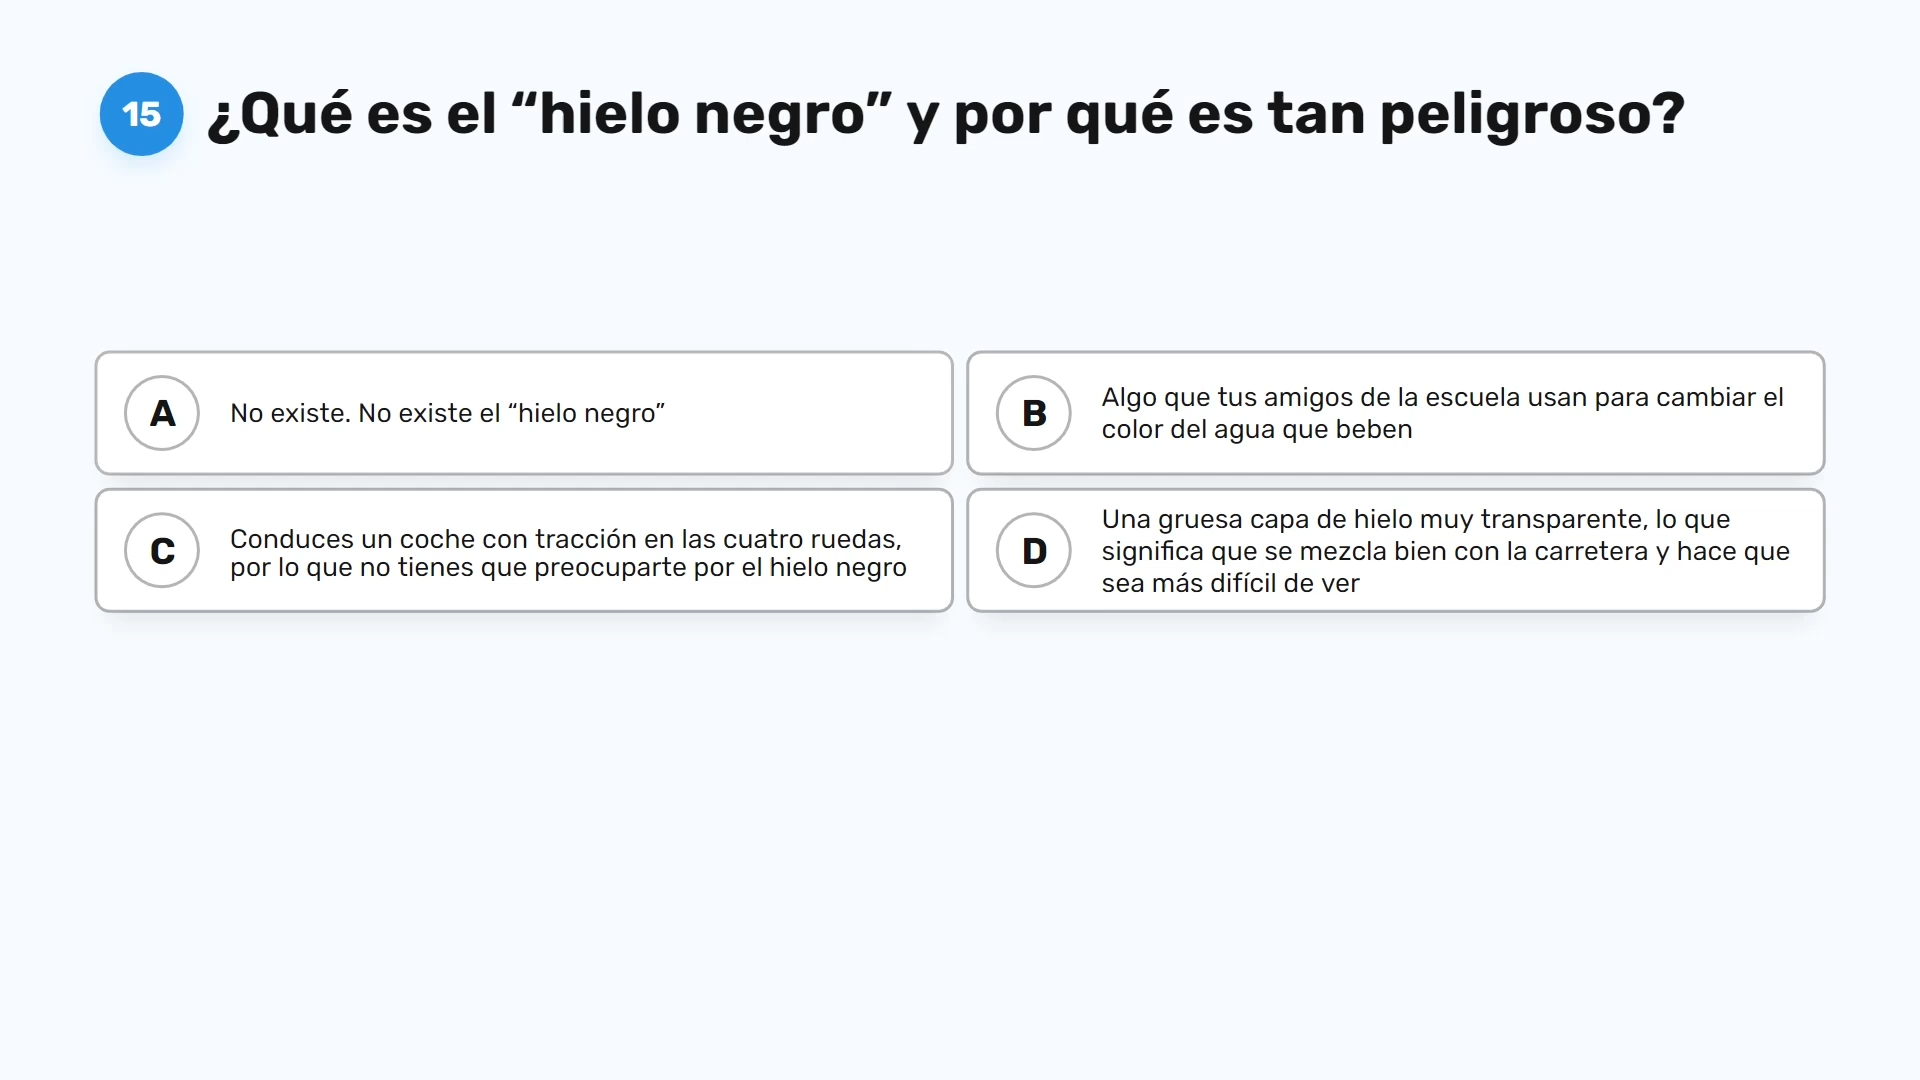 15
¿Qué es el “hielo negro” y por qué es tan peligroso?
A
No existe. No existe el “hielo negro”
B
Algo que tus amigos de la escuela usan para cambiar el
color del agua que beben
C
Conduces un coche con tracción en las cuatro ruedas,
por lo que no tienes que preocuparte por el hielo negro
D
Una gruesa capa de hielo muy transparente, lo que
significa que se mezcla bien con la carretera y hace que
sea más difícil de ver